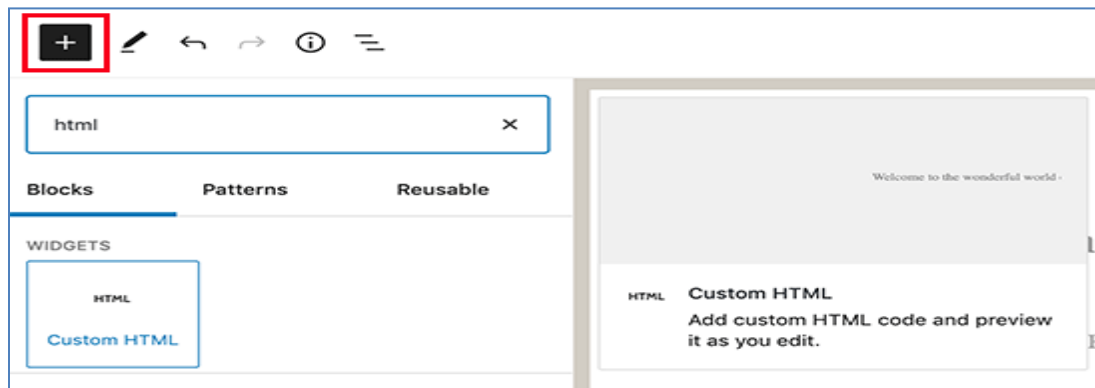 html
Blocks Patterns Reusable
WIDGETS
HTML
Custom HTML
Welcome to the wonderful world
HTML Custom HTML
Add custom HTML code and preview
it as you edit.